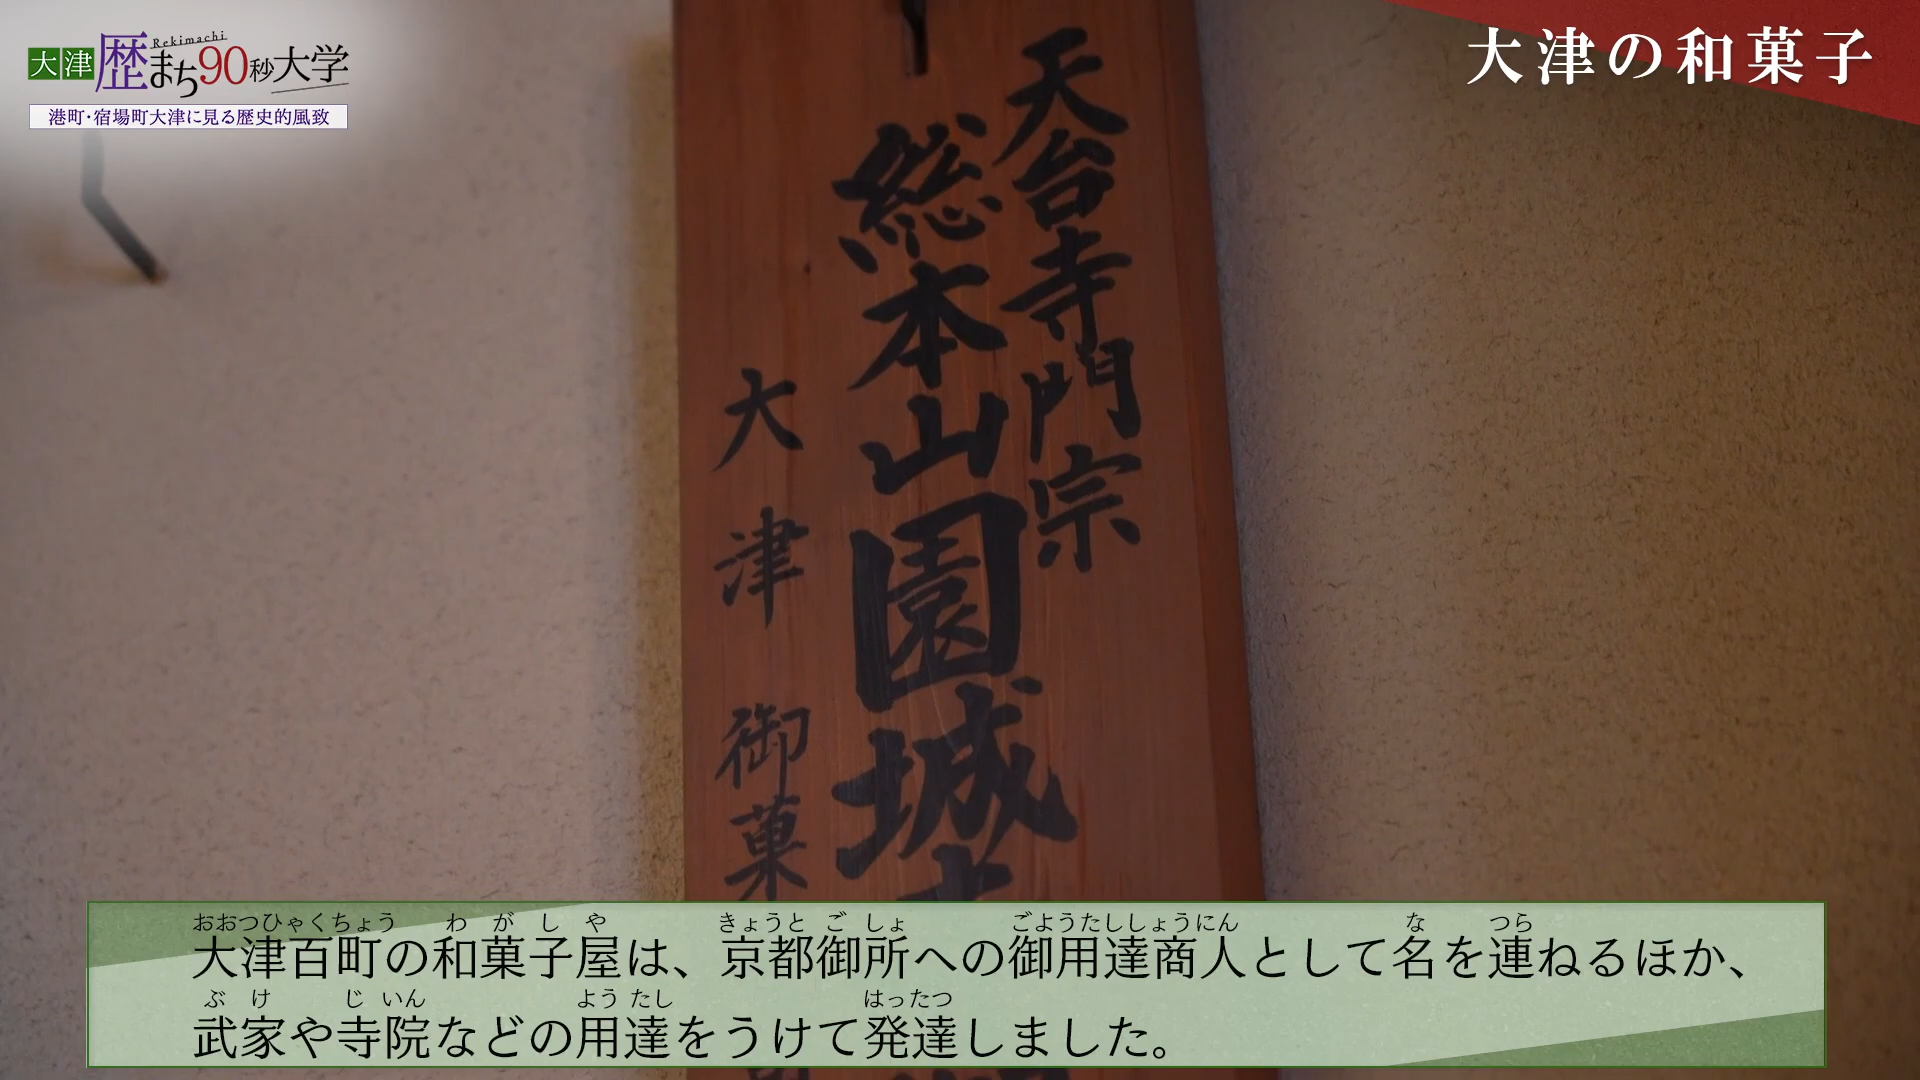 大津歴まち90秒大学
Rekimachi
港町・宿場町大津に見る歴史的風致
大津の和菓子
天台寺門宗
総本山園城
大津御菓
おおつひゃくちょう わがしや きょうとごしょ ごようたししょうにん な つら
大津百町の和菓子屋は、京都御所への御用達商人として名を連ねるほか、
ぶけ じいん ようたし はったつ
武家や寺院などの用達をうけて発達しました。